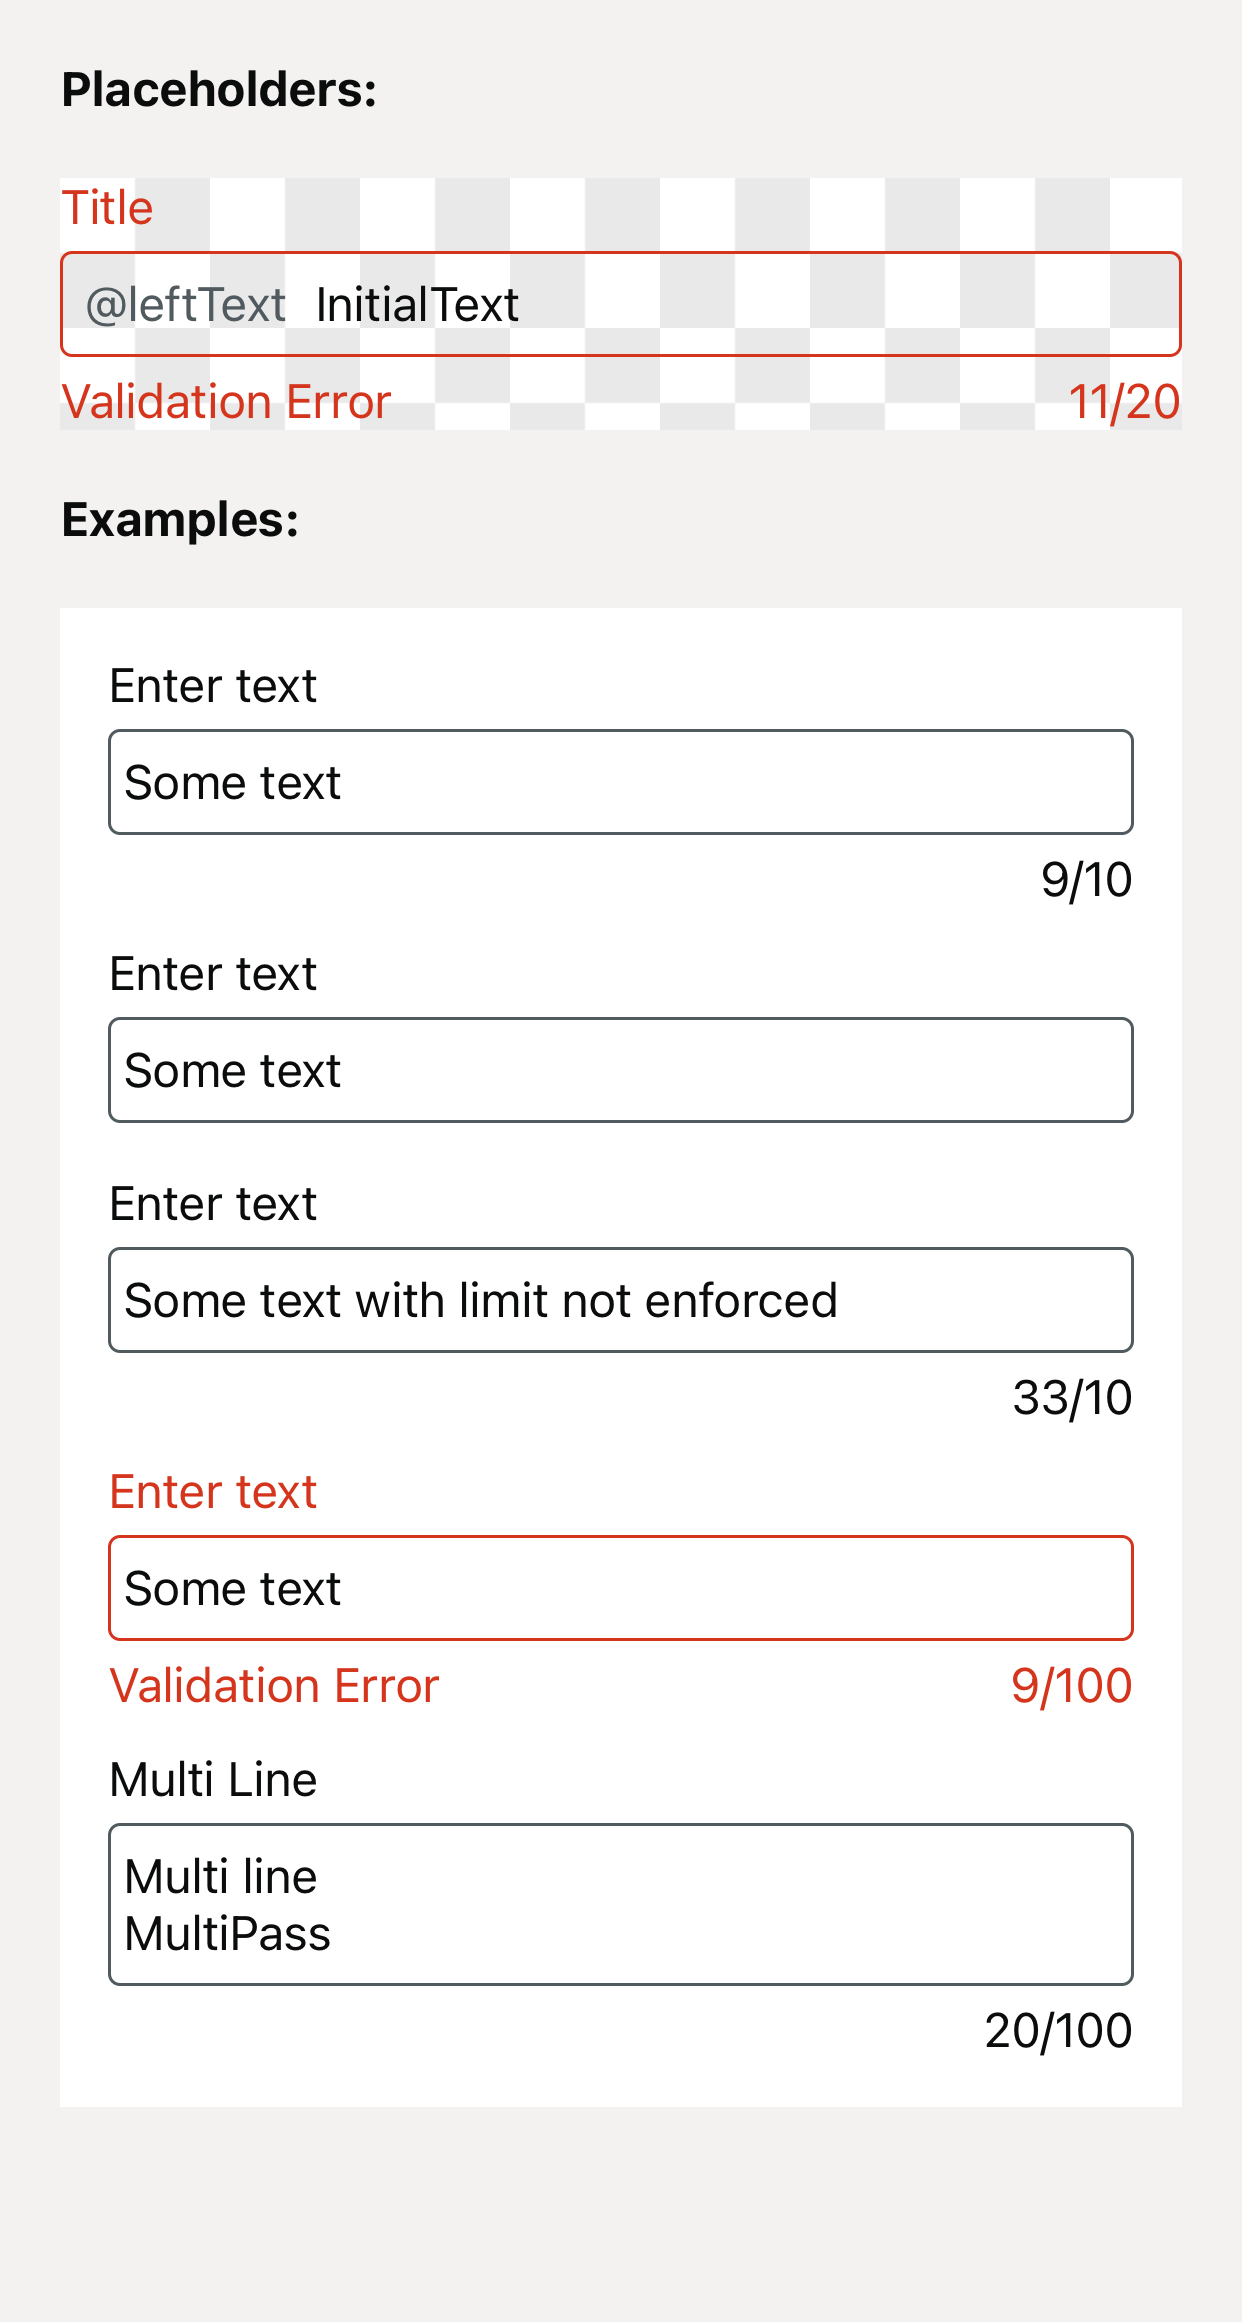 Placeholders:
Title
@leftText InitialText
Validation Error 11/20
Examples:
Enter text
Some text
9/10
Enter text
Some text
Enter text
Some text with limit not enforced
33/10
Enter text
Some text
Validation Error 9/100
Multi Line
Multi line
MultiPass
20/100